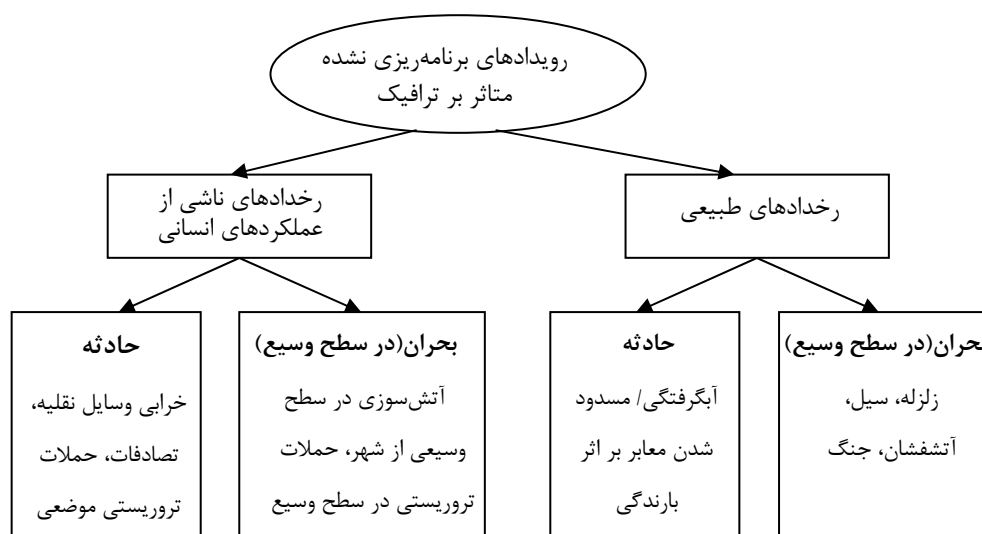 رویدادهای برنامه‌ریزی نشده
متاثر بر ترافیک
رخدادهای طبیعی
رخدادهای ناشی از
عملکردهای انسانی
بحران(در سطح وسیع)
زلزله، سیل،
آتشفشان، جنگ
حادثه
آبگرفتگی/ مسدود
شدن معابر بر اثر
بارندگی
بحران(در سطح وسیع)
آتش‌سوزی در سطح
وسیعی از شهر، حملات
تروریستی در سطح وسیع
حادثه
خرابی وسایل نقلیه،
تصادفات، حملات
تروریستی موضعی